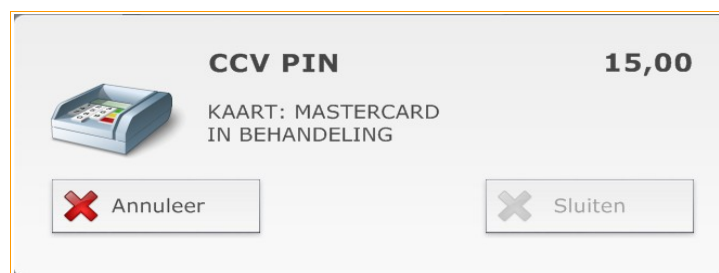 CCV PIN 15,00
KAART: MASTERCARD
IN BEHANDELING
Annuleer Sluiten